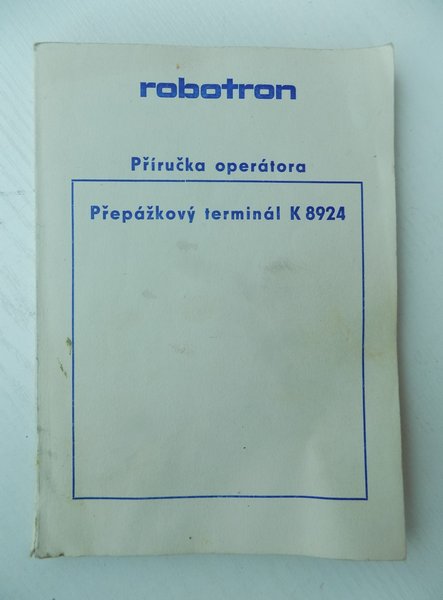 robotron
Příručka operátora
Přepážkový terminál K 8924